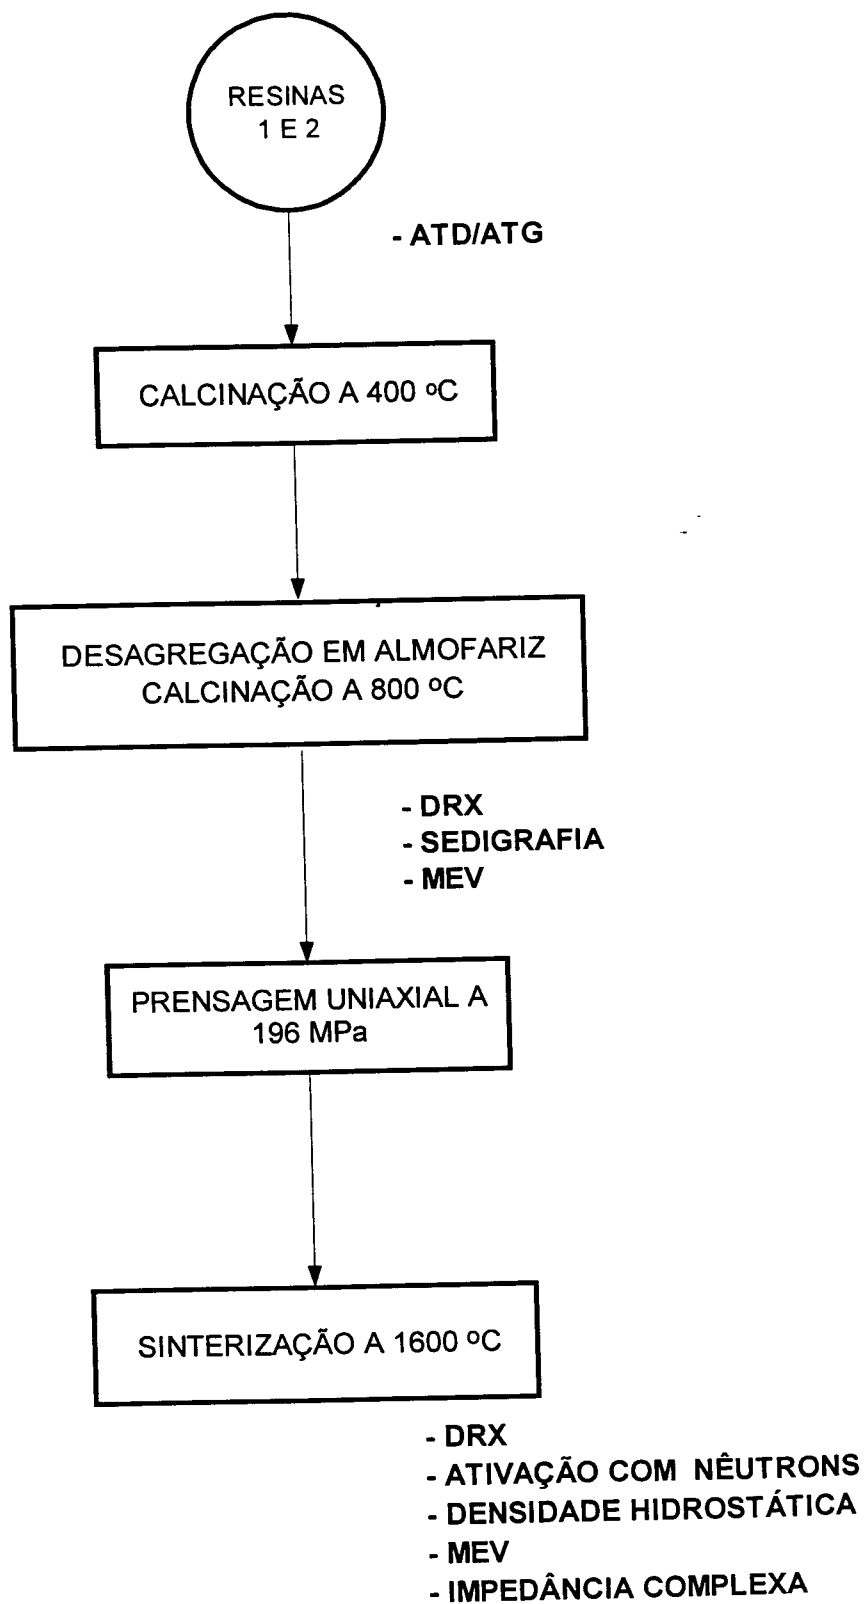 RESINAS
1 E 2
- ATD/ATG
CALCINAÇÃO A 400 ºC
DESAGREGAÇÃO EM ALMOFARIZ
CALCINAÇÃO A 800 ºC
- DRX
- SEDIGRAFIA
- MEV
PRENSAGEM UNIAXIAL A
196 MPa
SINTERIZAÇÃO A 1600 ºC
- DRX
- ATIVAÇÃO COM NÊUTRONS
- DENSIDADE HIDROSTÁTICA
- MEV
- IMPEDÂNCIA COMPLEXA